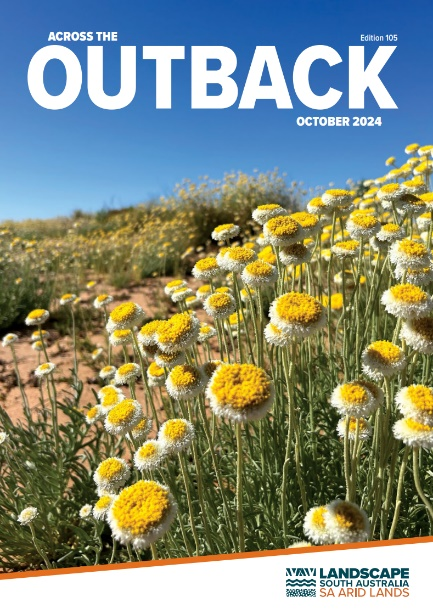 ACROSS THE
Edition 105
OUTBACK
OCTOBER 2024
LANDSCAPE
SOUTH AUSTRALIA
SA ARID LANDS